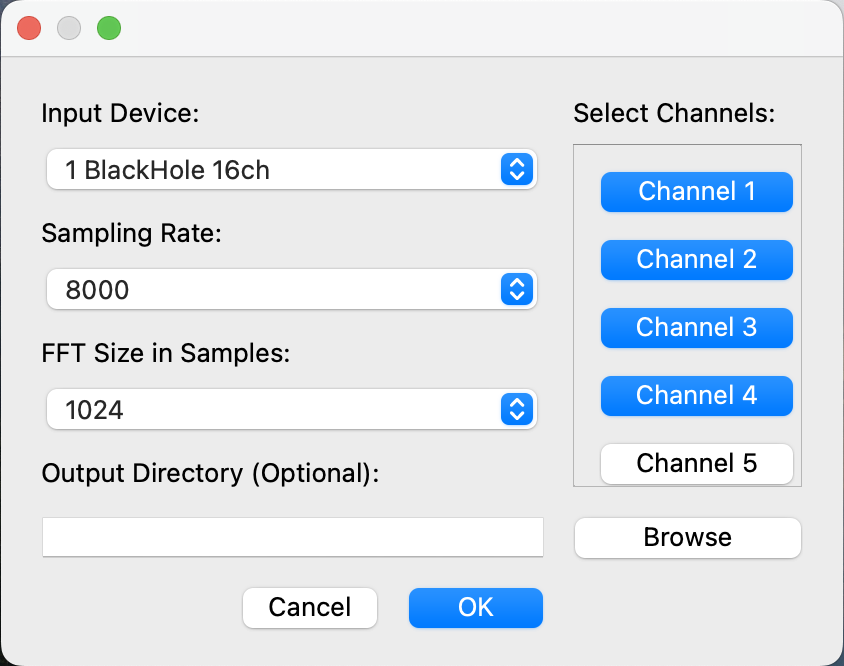 Input Device:
1 BlackHole 16ch
Sampling Rate:
8000
FFT Size in Samples:
1024
Output Directory (Optional):
Select Channels:
Channel 1
Channel 2
Channel 3
Channel 4
Channel 5
Browse
Cancel
OK